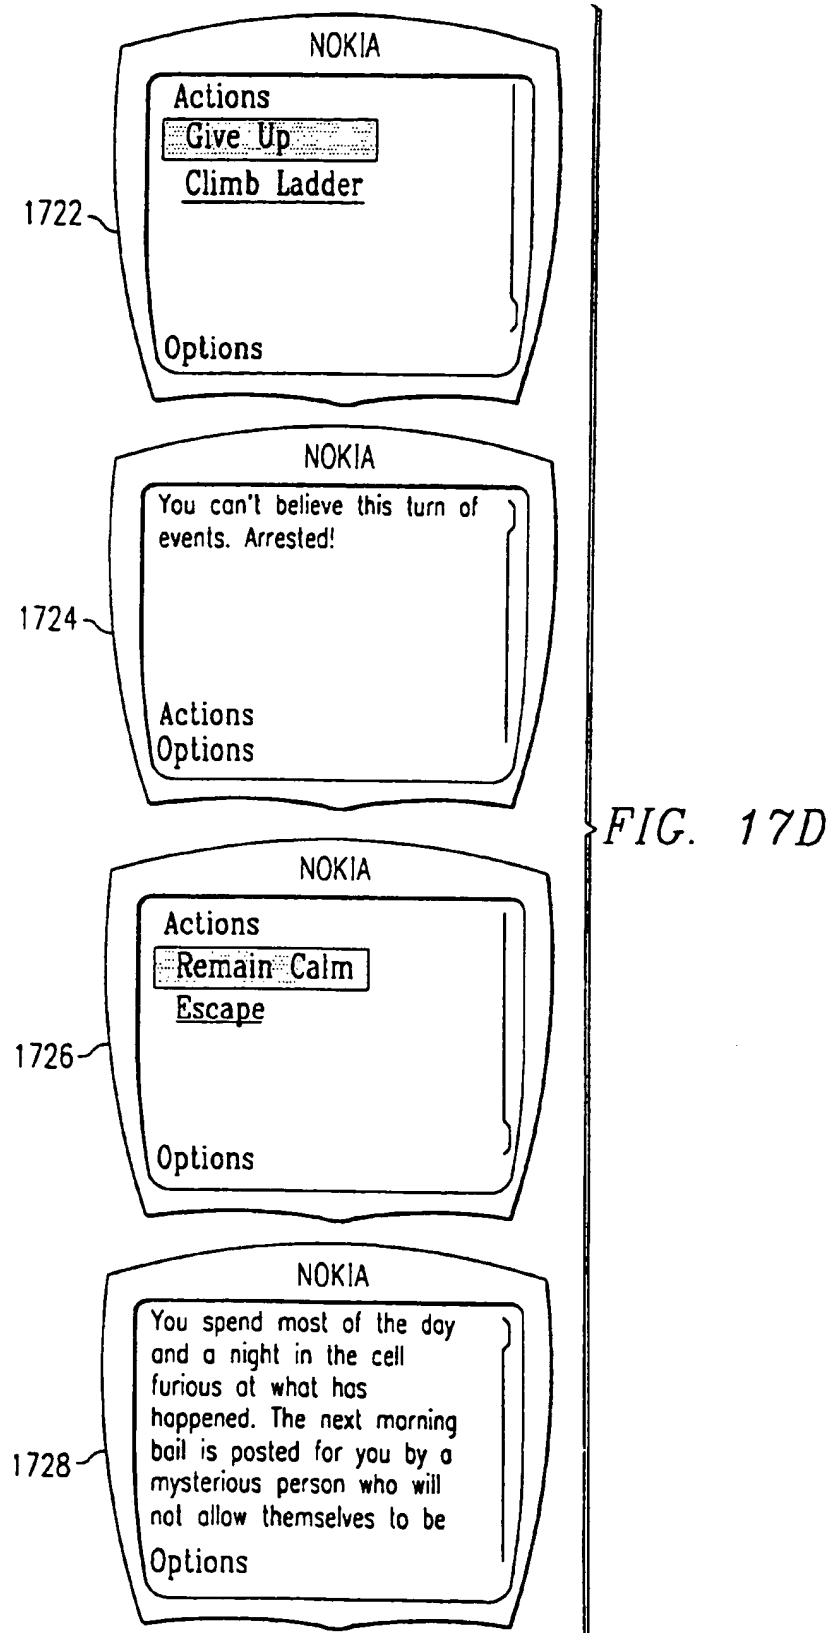 NOKIA
Actions
Give Up
Climb Ladder
1722
Options
NOKIA
You can't believe this turn of
events. Arrested!
1724
Actions
Options
FIG. 17D
NOKIA
Actions
Remain Calm
Escape
1726
Options
NOKIA
You spend most of the day
and a night in the cell
furious at what has
happened. The next morning
bail is posted for you by a
1728
mysterious person who will
not allow themselves to be
Options